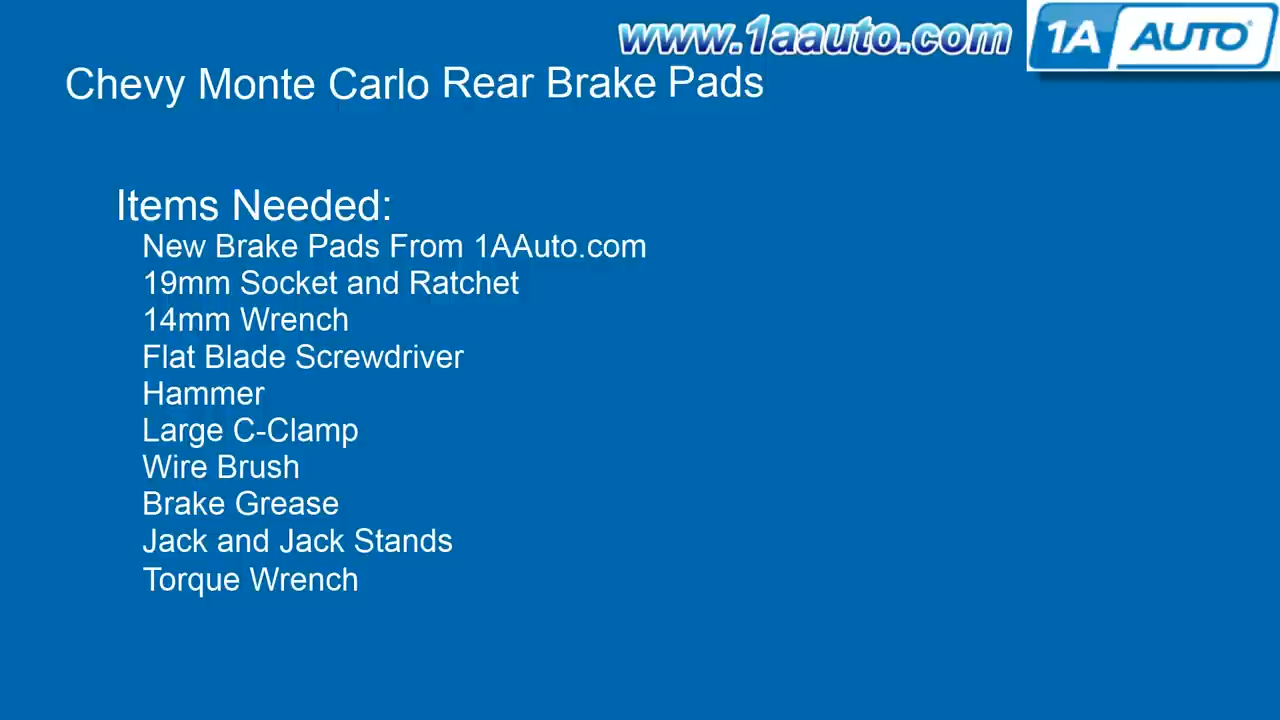 www.1aauto.com
1A AUTO
Chevy Monte Carlo Rear Brake Pads
Items Needed:
New Brake Pads From 1AAuto.com
19mm Socket and Ratchet
14mm Wrench
Flat Blade Screwdriver
Hammer
Large C-Clamp
Wire Brush
Brake Grease
Jack and Jack Stands
Torque Wrench